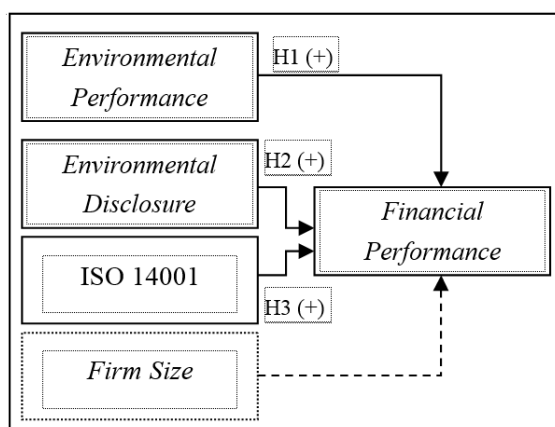 Environmental
Performance
H1 (+)
Environmental
Disclosure
H2 (+)
Financial
Performance
ISO 14001
H3 (+)
Firm Size